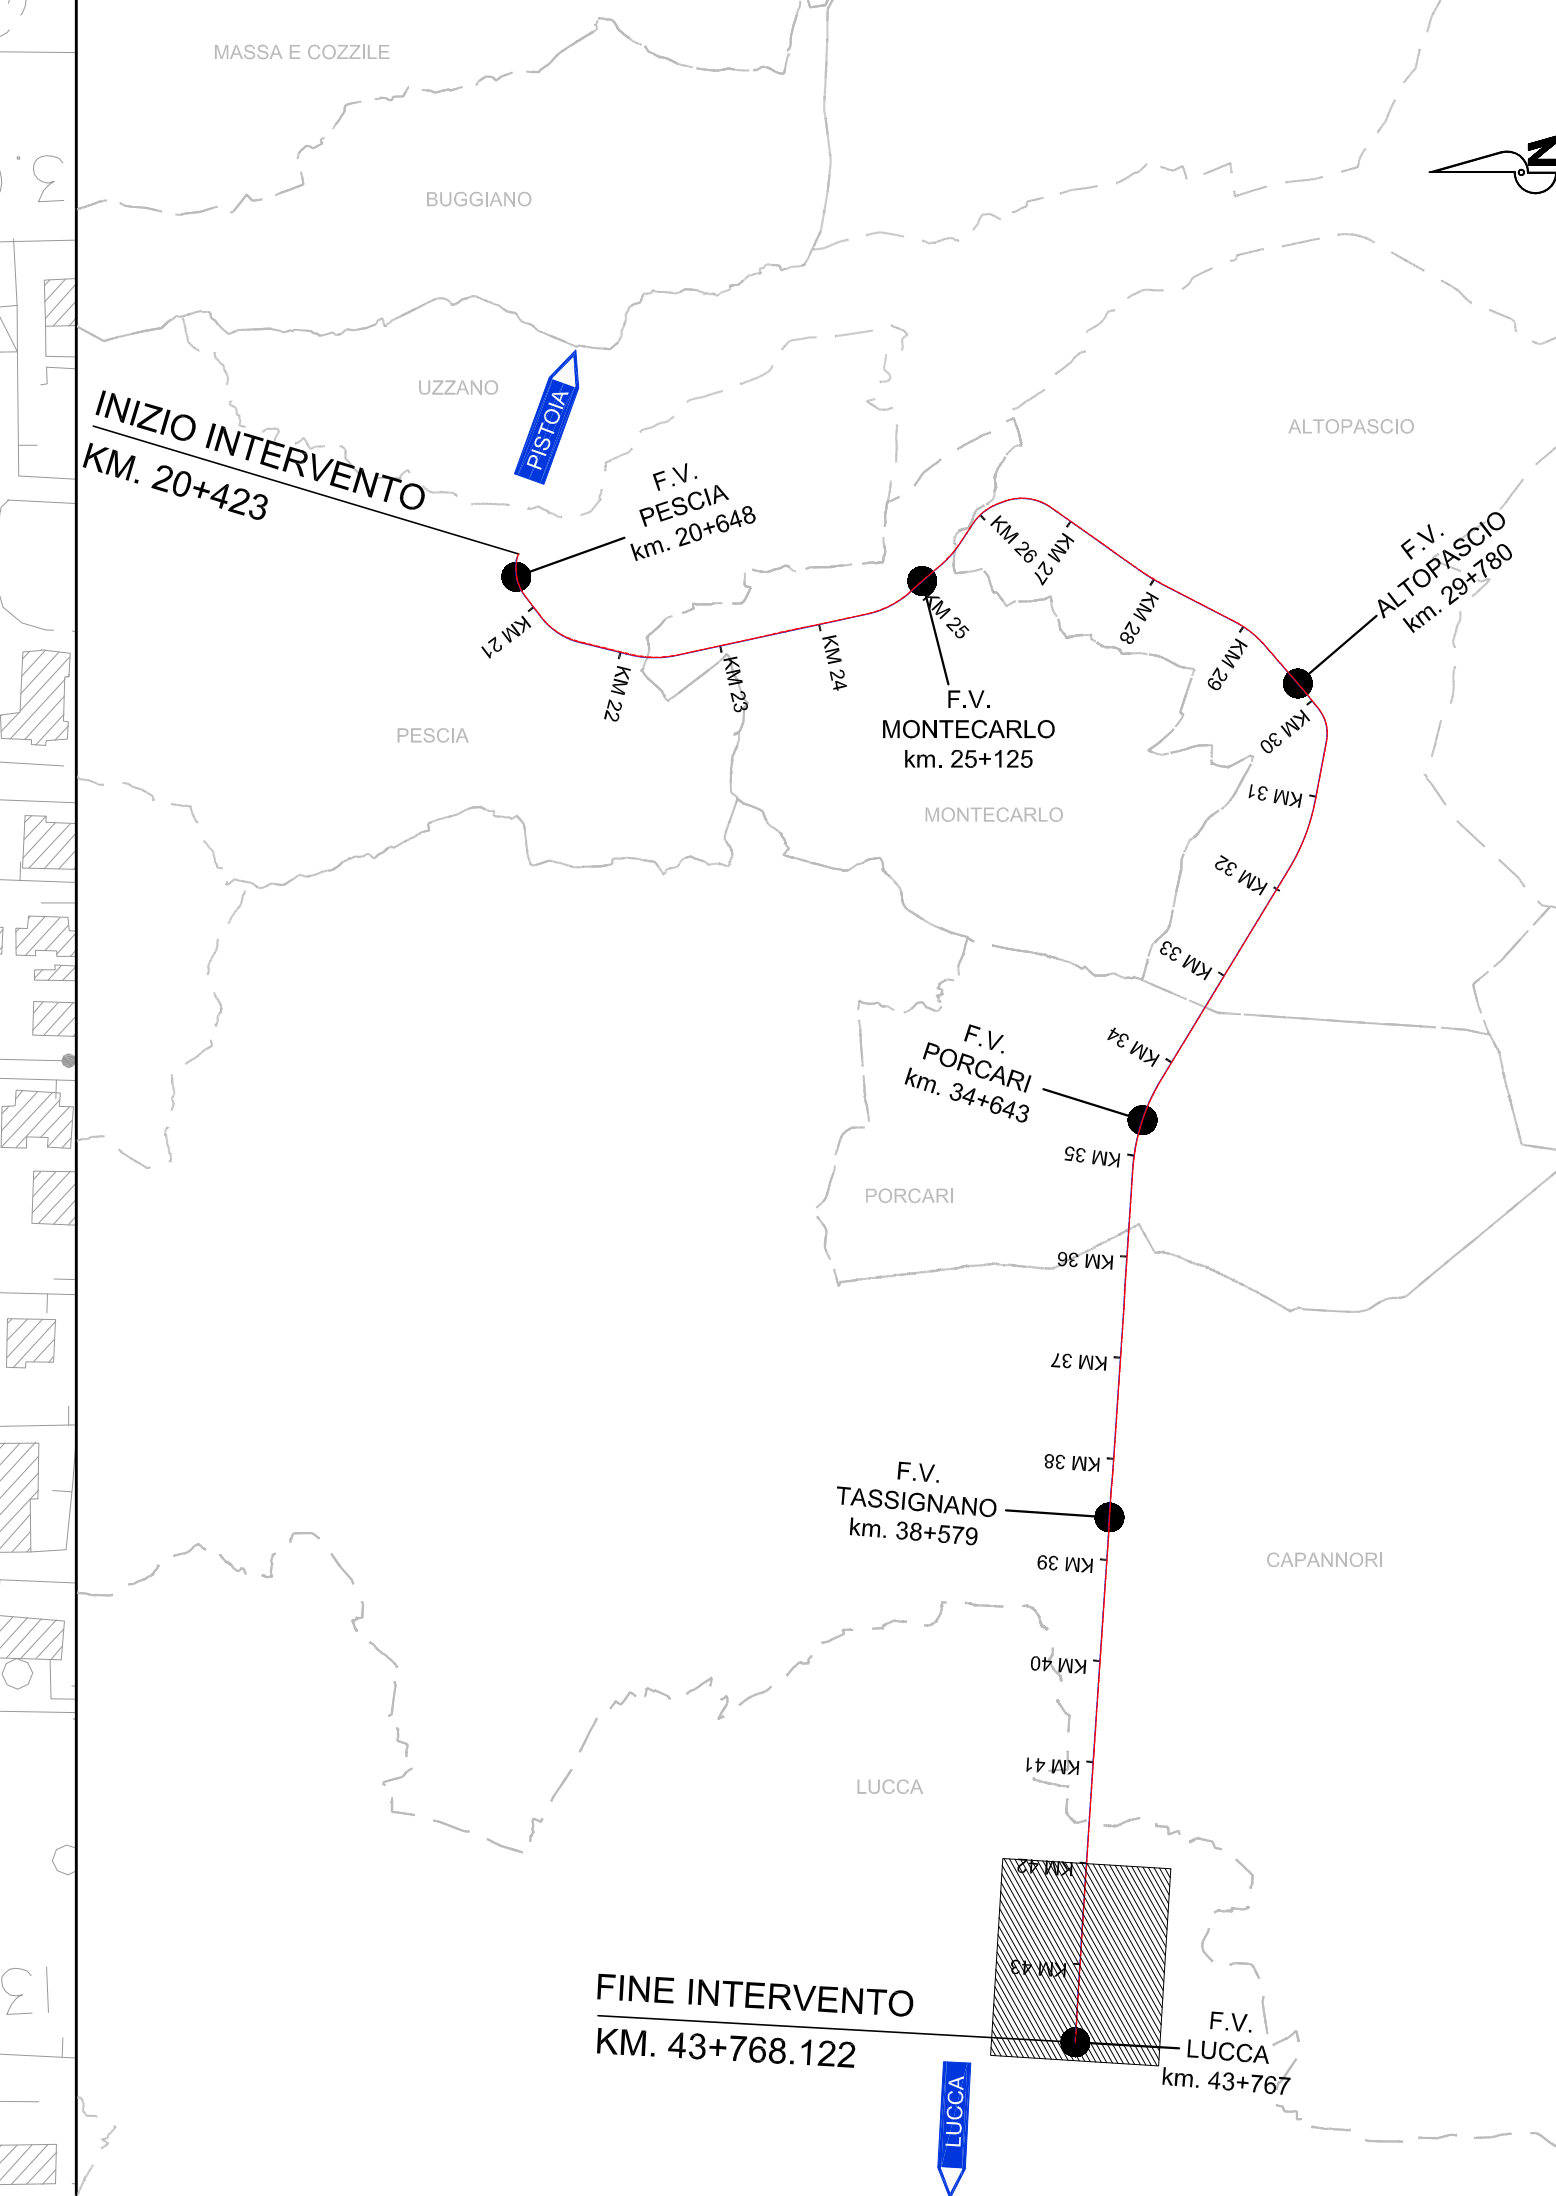 MASSA E COZZILE
3.
N
BUGGIANO
UZZANO
PISTOIA
ALTOPASCIO
INIZIO INTERVENTO
KM. 20+423
F.V.
PESCIA
km. 20+648
F.V.
ALTOPASCIO
km. 29+780
KM 21
KM 22
KM 23
KM 24
KM 25
KM 26
KM 27
KM 28
KM 29
KM 30
KM 31
KM 32
KM 33
KM 34
F.V.
MONTECARLO
km. 25+125
PESCIA
MONTECARLO
F.V.
PORCARI
km. 34+643
KM 35
PORCARI
KM 36
KM 37
KM 38
F.V.
TASSIGNANO
km. 38+579
KM 39
CAPANNORI
KM 40
KM 41
LUCCA
KM 42
KM 43
13
FINE INTERVENTO
KM. 43+768.122
F.V.
LUCCA
km. 43+767
LUCCA